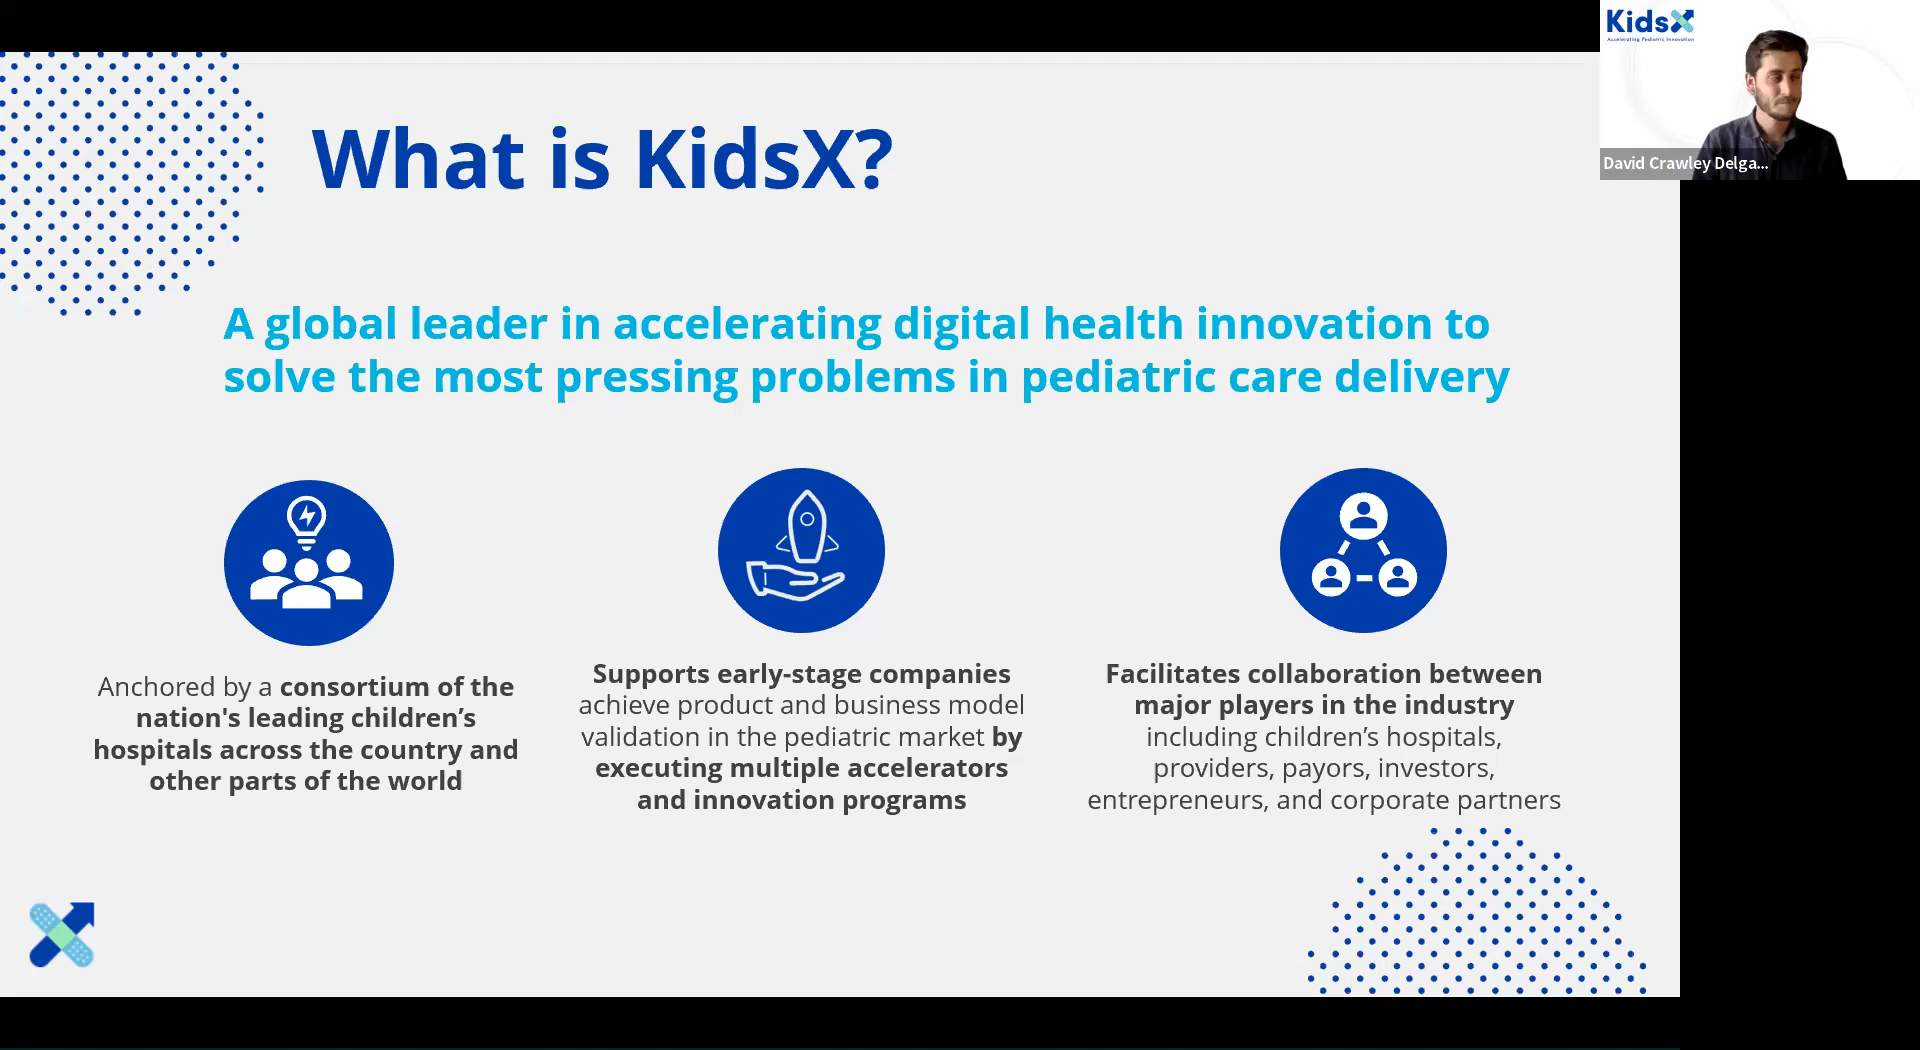 KidsX
Accelerating Pediatric Innovation
David Crawley Delga...
What is KidsX?
A global leader in accelerating digital health innovation to
solve the most pressing problems in pediatric care delivery
Anchored by a consortium of the
nation's leading children’s
hospitals across the country and
other parts of the world
Supports early-stage companies
achieve product and business model
validation in the pediatric market by
executing multiple accelerators
and innovation programs
Facilitates collaboration between
major players in the industry
including children’s hospitals,
providers, payors, investors,
entrepreneurs, and corporate partners